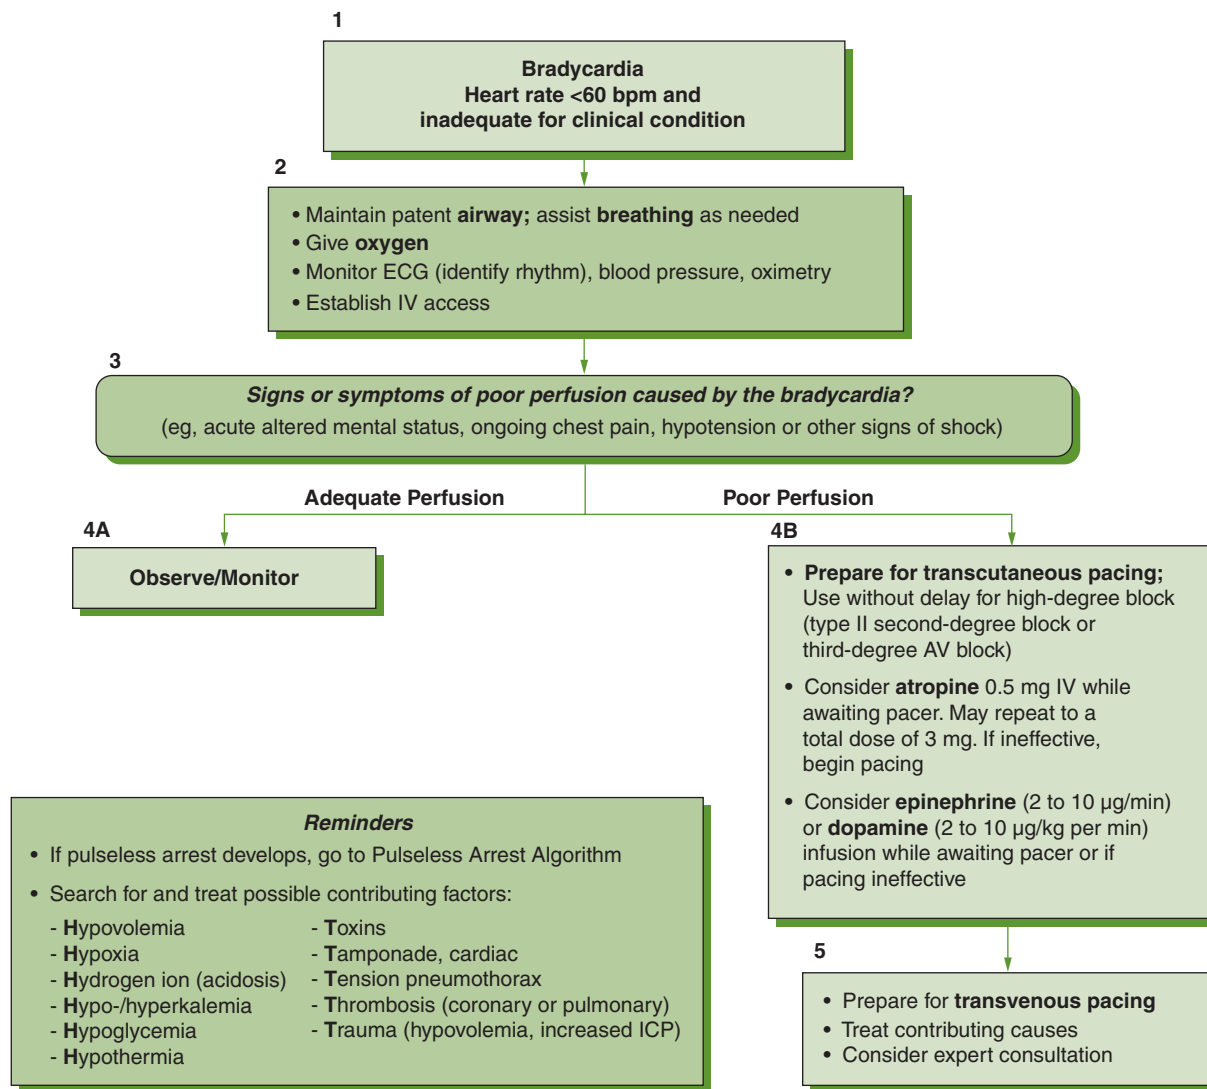 1
Bradycardia
Heart rate <60 bpm and
inadequate for clinical condition
2
• Maintain patent airway; assist breathing as needed
• Give oxygen
• Monitor ECG (identify rhythm), blood pressure, oximetry
• Establish IV access
3
Signs or symptoms of poor perfusion caused by the bradycardia?
(eg, acute altered mental status, ongoing chest pain, hypotension or other signs of shock)
Adequate Perfusion
Poor Perfusion
4A
Observe/Monitor
4B
• Prepare for transcutaneous pacing;
Use without delay for high-degree block
(type II second-degree block or
third-degree AV block)
• Consider atropine 0.5 mg IV while
awaiting pacer. May repeat to a
total dose of 3 mg. If ineffective,
begin pacing
• Consider epinephrine (2 to 10 µg/min)
or dopamine (2 to 10 µg/kg per min)
infusion while awaiting pacer or if
pacing ineffective
Reminders
• If pulseless arrest develops, go to Pulseless Arrest Algorithm
• Search for and treat possible contributing factors:
- Hypovolemia
- Hypoxia
- Hydrogen ion (acidosis)
- Hypo-/hyperkalemia
- Hypoglycemia
- Hypothermia
- Toxins
- Tamponade, cardiac
- Tension pneumothorax
- Thrombosis (coronary or pulmonary)
- Trauma (hypovolemia, increased ICP)
5
• Prepare for transvenous pacing
• Treat contributing causes
• Consider expert consultation